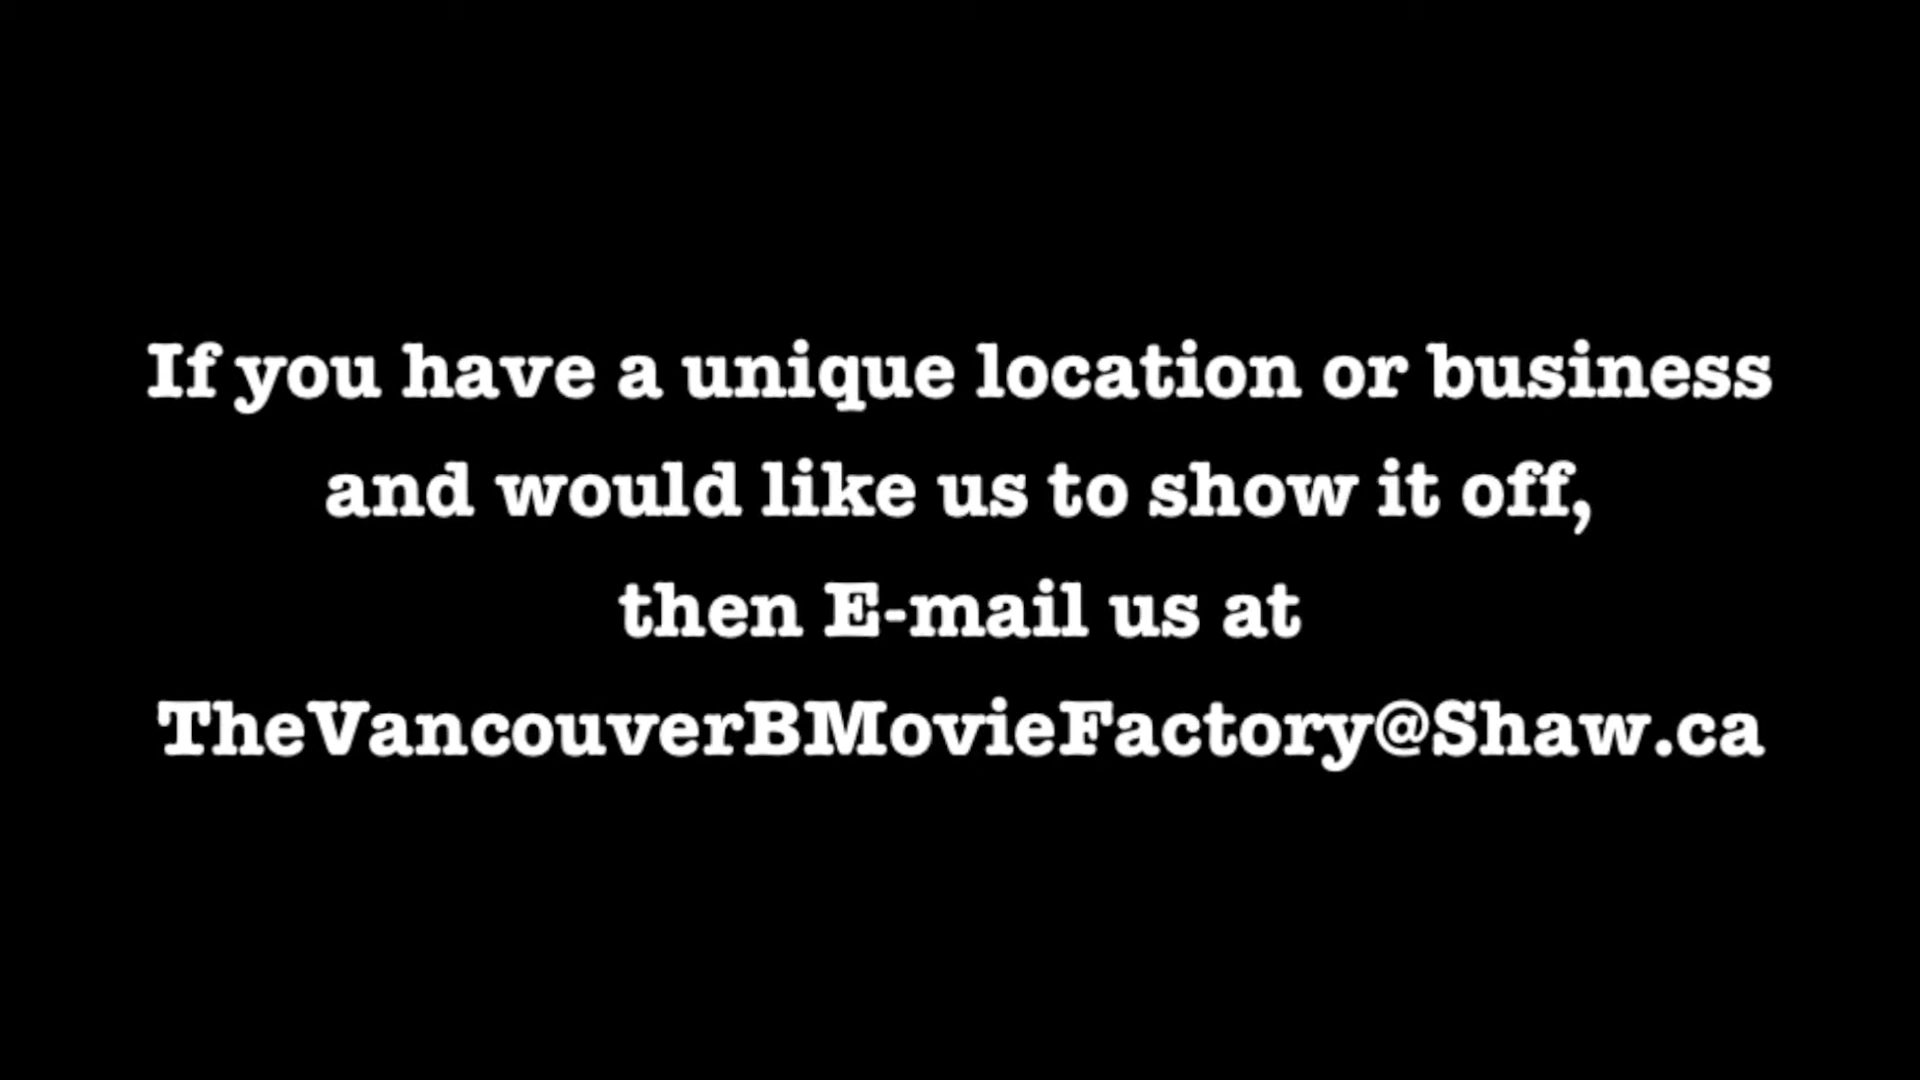 If you have a unique location or business
and would like us to show it off,
then E-mail us at
TheVancouverBMovieFactory@Shaw.ca